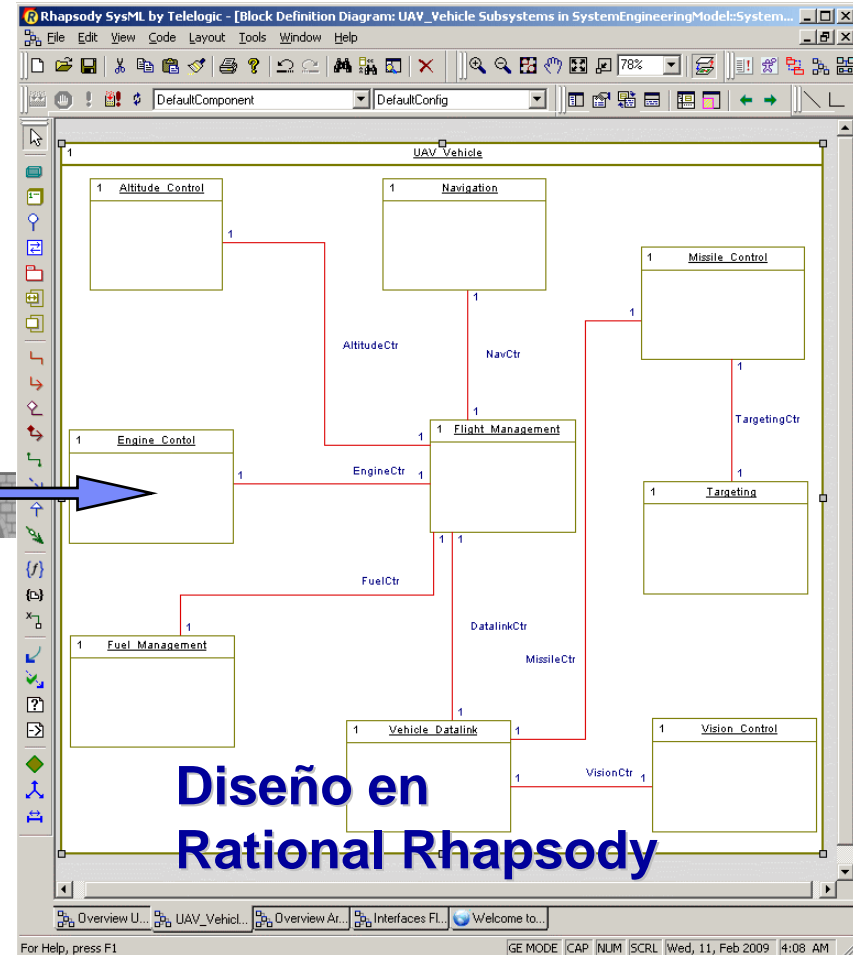 Rhapsody SysML by Telelogic - [Block Definition Diagram: UAV_Vehicle Subsystems in SystemEngineeringModel::System...
File Edit View Code Layout Tools Window Help
78%
DefaultComponent DefaultConfig
1 UAV_Vehicle
1 Altitude_Control
1 Navigation
1
1 Missile_Control
1
1
1
AltitudeCtr
NavCtr
TargetingCtr
1
1 Flight_Management
1
1 Engine_Contol
1 EngineCtr 1
1
1 Targeting
1 1
FuelCtr
1
DatalinkCtr
1 Fuel_Management
MissileCtr
1
1 Vehicle_Datalink 1
1 Vision_Control
1 VisionCtr 1
Diseño en
Rational Rhapsody
Overview U... UAV_Vehicl... Overview Ar... Interfaces Fl... Welcome to...
For Help, press F1 GE MODE CAP NUM SCRL Wed, 11, Feb 2009 4:08 AM